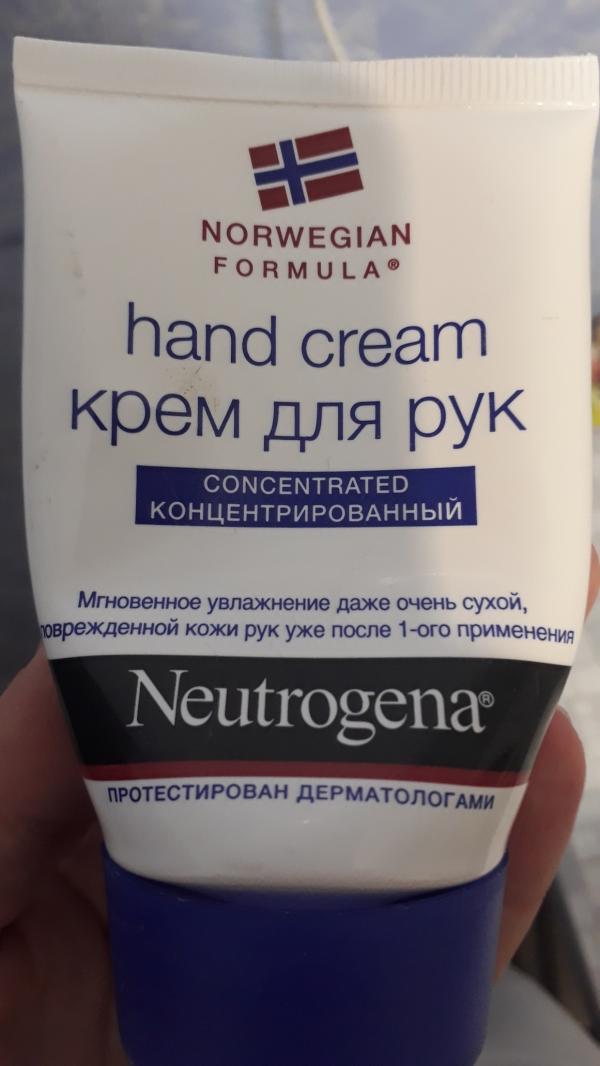 NORWEGIAN
FORMULA®
hand cream
крем для рук
CONCENTRATED
КОНЦЕНТРИРОВАННЫЙ
Мгновенное увлажнение даже очень сухой,
поврежденной кожи рук уже после 1-ого применения
Neutrogena®
ПРОТЕСТИРОВАН ДЕРМАТОЛОГАМИ